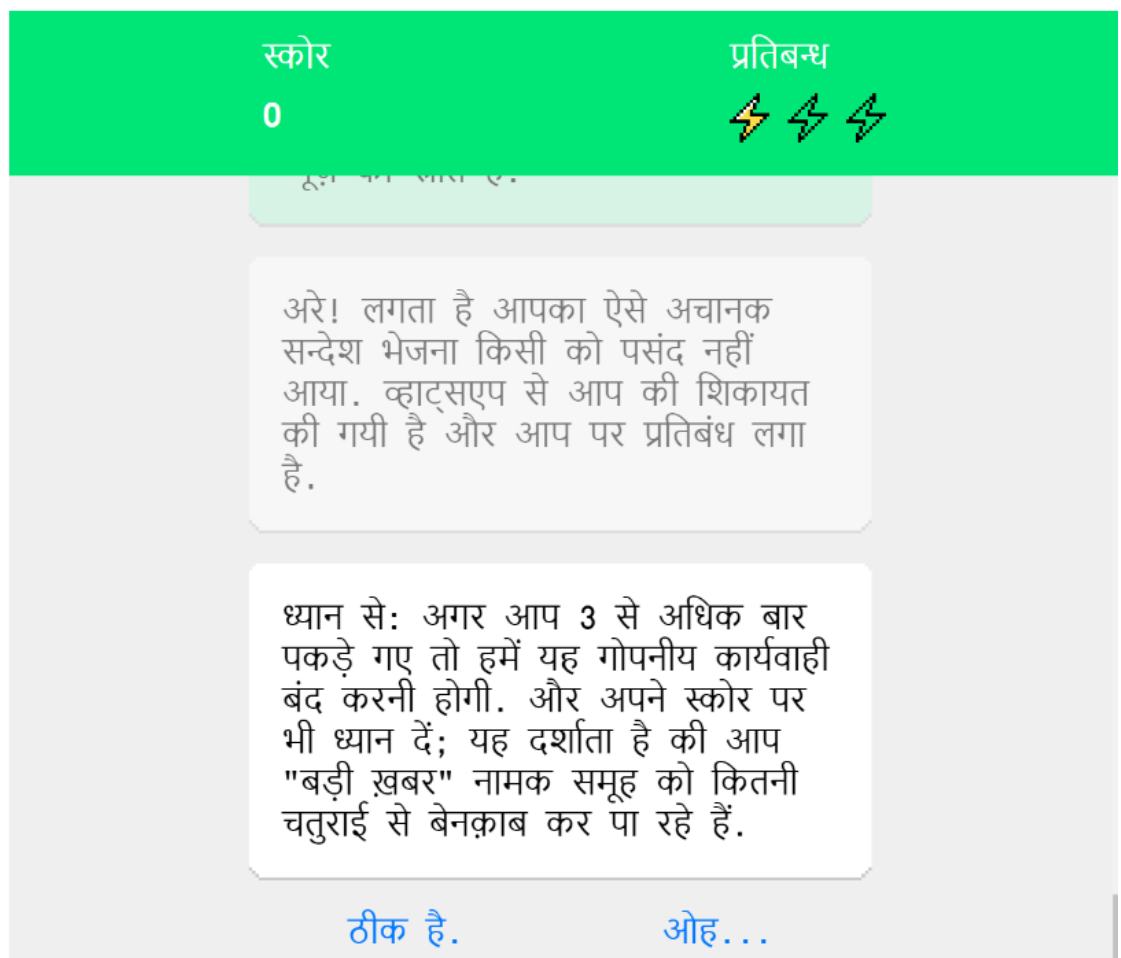 स्कोर प्रतिबन्ध
0
अरे! लगता है आपका ऐसे अचानक
सन्देश भेजना किसी को पसंद नहीं
आया. व्हाट्सएप से आप की शिकायत
की गयी है और आप पर प्रतिबंध लगा
है.
ध्यान से: अगर आप 3 से अधिक बार
पकड़े गए तो हमें यह गोपनीय कार्यवाही
बंद करनी होगी. और अपने स्कोर पर
भी ध्यान दें; यह दर्शाता है की आप
"बड़ी ख़बर" नामक समूह को कितनी
चतुराई से बेनक़ाब कर पा रहे हैं.
ठीक है. ओह...